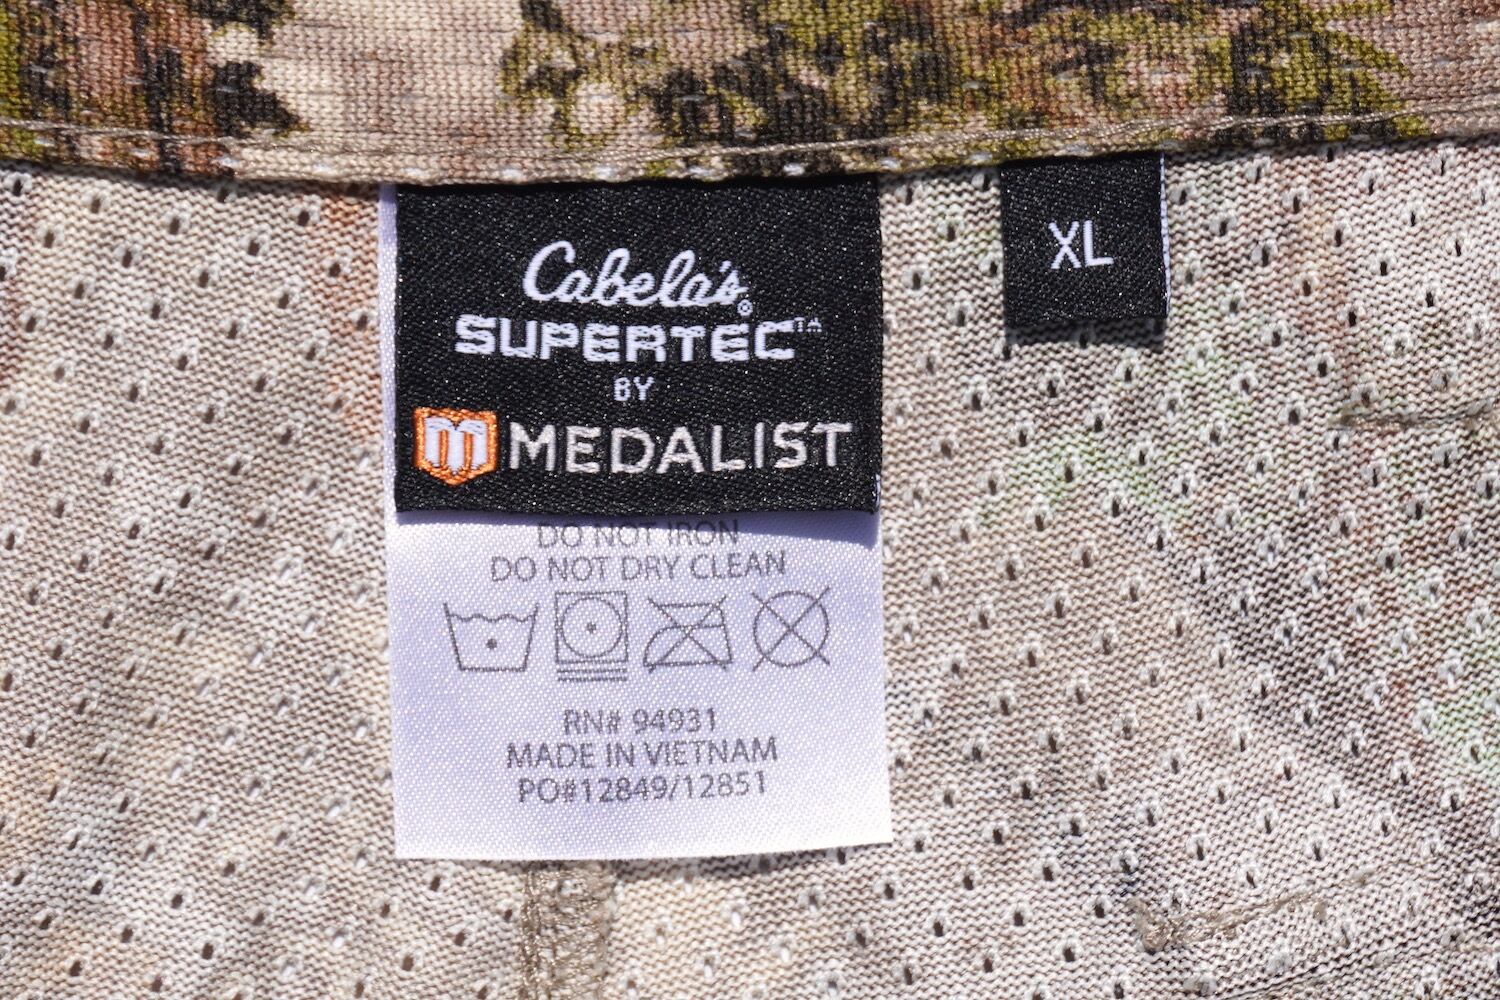 Cabela's®
SUPERTEC™
BY
MEDALIST
XL
DO NOT IRON
DO NOT DRY CLEAN
RN# 94931
MADE IN VIETNAM
PO#12849/12851